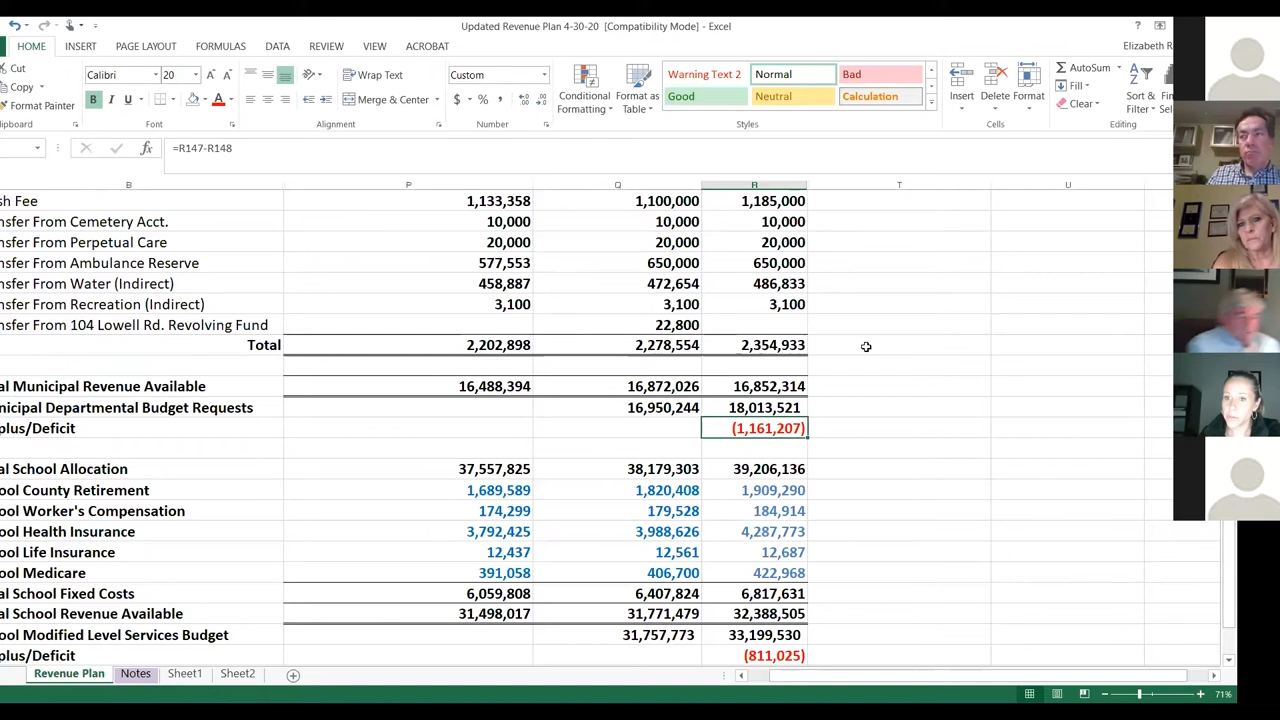 Updated Revenue Plan 4-30-20 [Compatibility Mode] - Excel
HOME INSERT PAGE LAYOUT FORMULAS DATA REVIEW VIEW ACROBAT Elizabeth R
Cut Calibri 20 Wrap Text Custom Warning Text 2 Normal Bad AutoSum
Copy Conditional Formatting Format as Table Insert Delete Format Fill Sort & Filter
Format Painter B I U Merge & Center $ % Good Neutral Calculation Clear
lipboard Font Alignment Number Styles Cells Editing
fx =R147-R148
B P Q R T U
sh Fee 1,133,358 1,100,000 1,185,000
nsfer From Cemetery Acct. 10,000 10,000 10,000
nsfer From Perpetual Care 20,000 20,000 20,000
nsfer From Ambulance Reserve 577,553 650,000 650,000
nsfer From Water (Indirect) 458,887 472,654 486,833
nsfer From Recreation (Indirect) 3,100 3,100 3,100
nsfer From 104 Lowell Rd. Revolving Fund 22,800
Total 2,202,898 2,278,554 2,354,933
al Municipal Revenue Available 16,488,394 16,872,026 16,852,314
nicipal Departmental Budget Requests 16,950,244 18,013,521
plus/Deficit (1,161,207)
al School Allocation 37,557,825 38,179,303 39,206,136
ool County Retirement 1,689,589 1,820,408 1,909,290
ool Worker's Compensation 174,299 179,528 184,914
ool Health Insurance 3,792,425 3,988,626 4,287,773
ool Life Insurance 12,437 12,561 12,687
ool Medicare 391,058 406,700 422,968
al School Fixed Costs 6,059,808 6,407,824 6,817,631
al School Revenue Available 31,498,017 31,771,479 32,388,505
ool Modified Level Services Budget 31,757,773 33,199,530
plus/Deficit (811,025)
Revenue Plan Notes Sheet1 Sheet2
71%